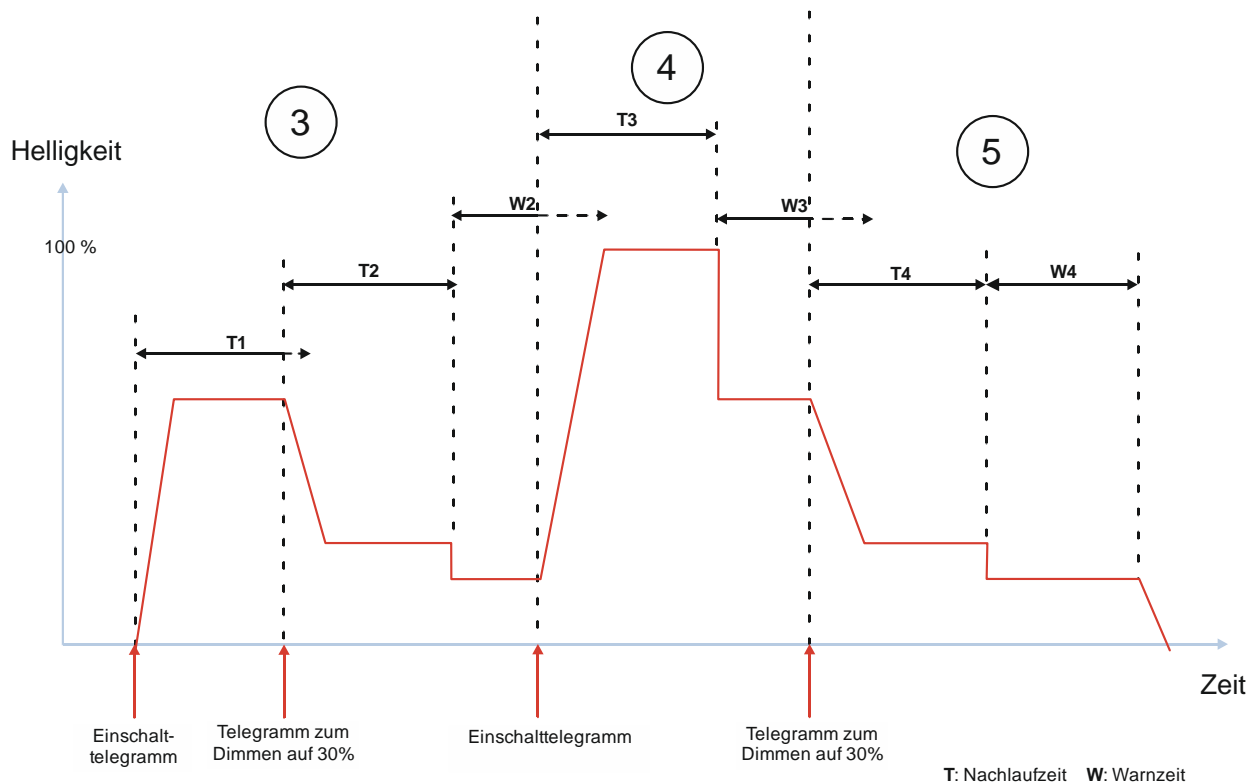 4
3
T3
5
Helligkeit
W2
W3
100 %
T2
T4
W4
T1
Zeit
Einschalt-
telegramm
Telegramm zum
Dimmen auf 30%
Einschalttelegramm
Telegramm zum
Dimmen auf 30%
T: Nachlaufzeit W: Warnzeit